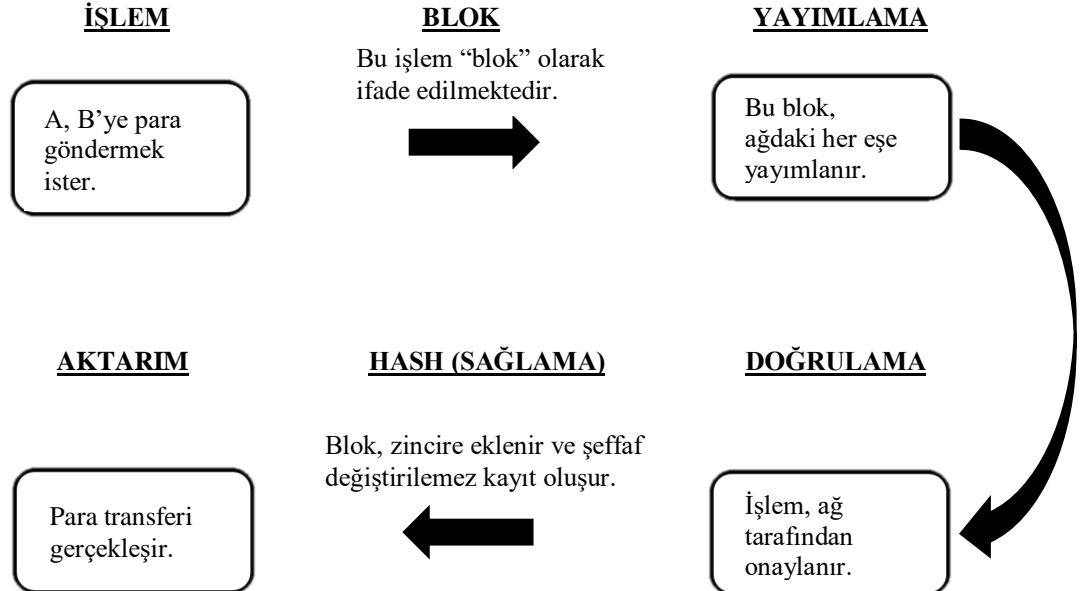 İŞLEM
A, B’ye para
göndermek
ister.
BLOK
Bu işlem “blok” olarak
ifade edilmektedir.
YAYIMLAMA
Bu blok,
ağdaki her eşe
yayımlanır.
DOĞRULAMA
İşlem, ağ
tarafından
onaylanır.
HASH (SAĞLAMA)
Blok, zincire eklenir ve şeffaf
değiştirilemez kayıt oluşur.
AKTARIM
Para transferi
gerçekleşir.